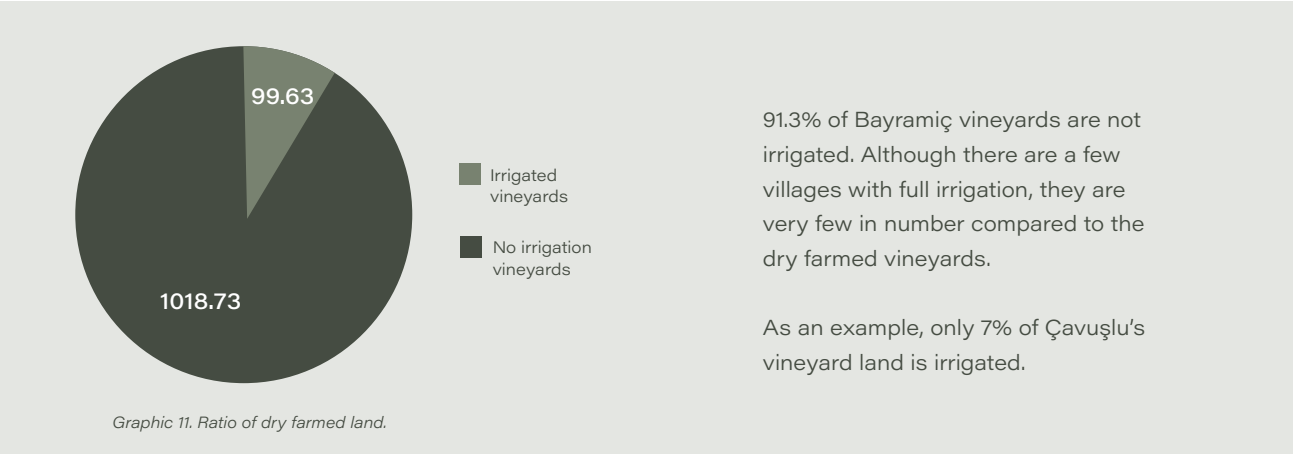 99.63
1018.73
Irrigated
vineyards
No irrigation
vineyards
Graphic 11. Ratio of dry farmed land.
91.3% of Bayramiç vineyards are not
irrigated. Although there are a few
villages with full irrigation, they are
very few in number compared to the
dry farmed vineyards.
As an example, only 7% of Çavuşlu’s
vineyard land is irrigated.